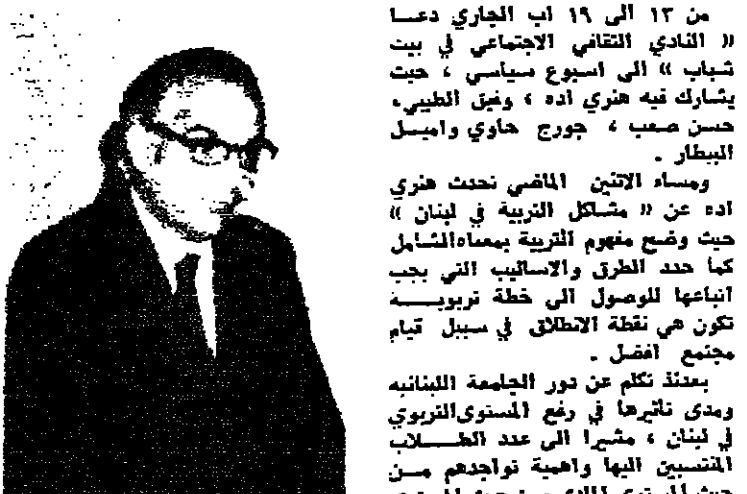 من ١٣ الى ١٩ اب الجاري دعا
« النادي الثقافي الاجتماعي في بيت
شباب » الى اسبوع سياسي ، حيث
يشارك فيه هنري اده ، وفيق الطيبي،
حسن صعب ، جورج حاوي واميل
البيطار .
ومساء الاثنين الماضي تحدث هنري
اده عن « مشاكل التربية في لبنان »
حيث وضع مفهوم التربية بمعناه الشامل
كما حدد الطرق والاساليب التي يجب
اتباعها للوصول الى خطة تربوية
تكون هي نقطة الانطلاق في سبيل قيام
مجتمع افضل .
بعدئذ تكلم عن دور الجامعة اللبنانيه
ومدى تأثيرها في رفع المستوى التربوي
في لبنان ، مشيرا الى عدد الطلاب
المنتسبين اليها واهمية تواجدهم من